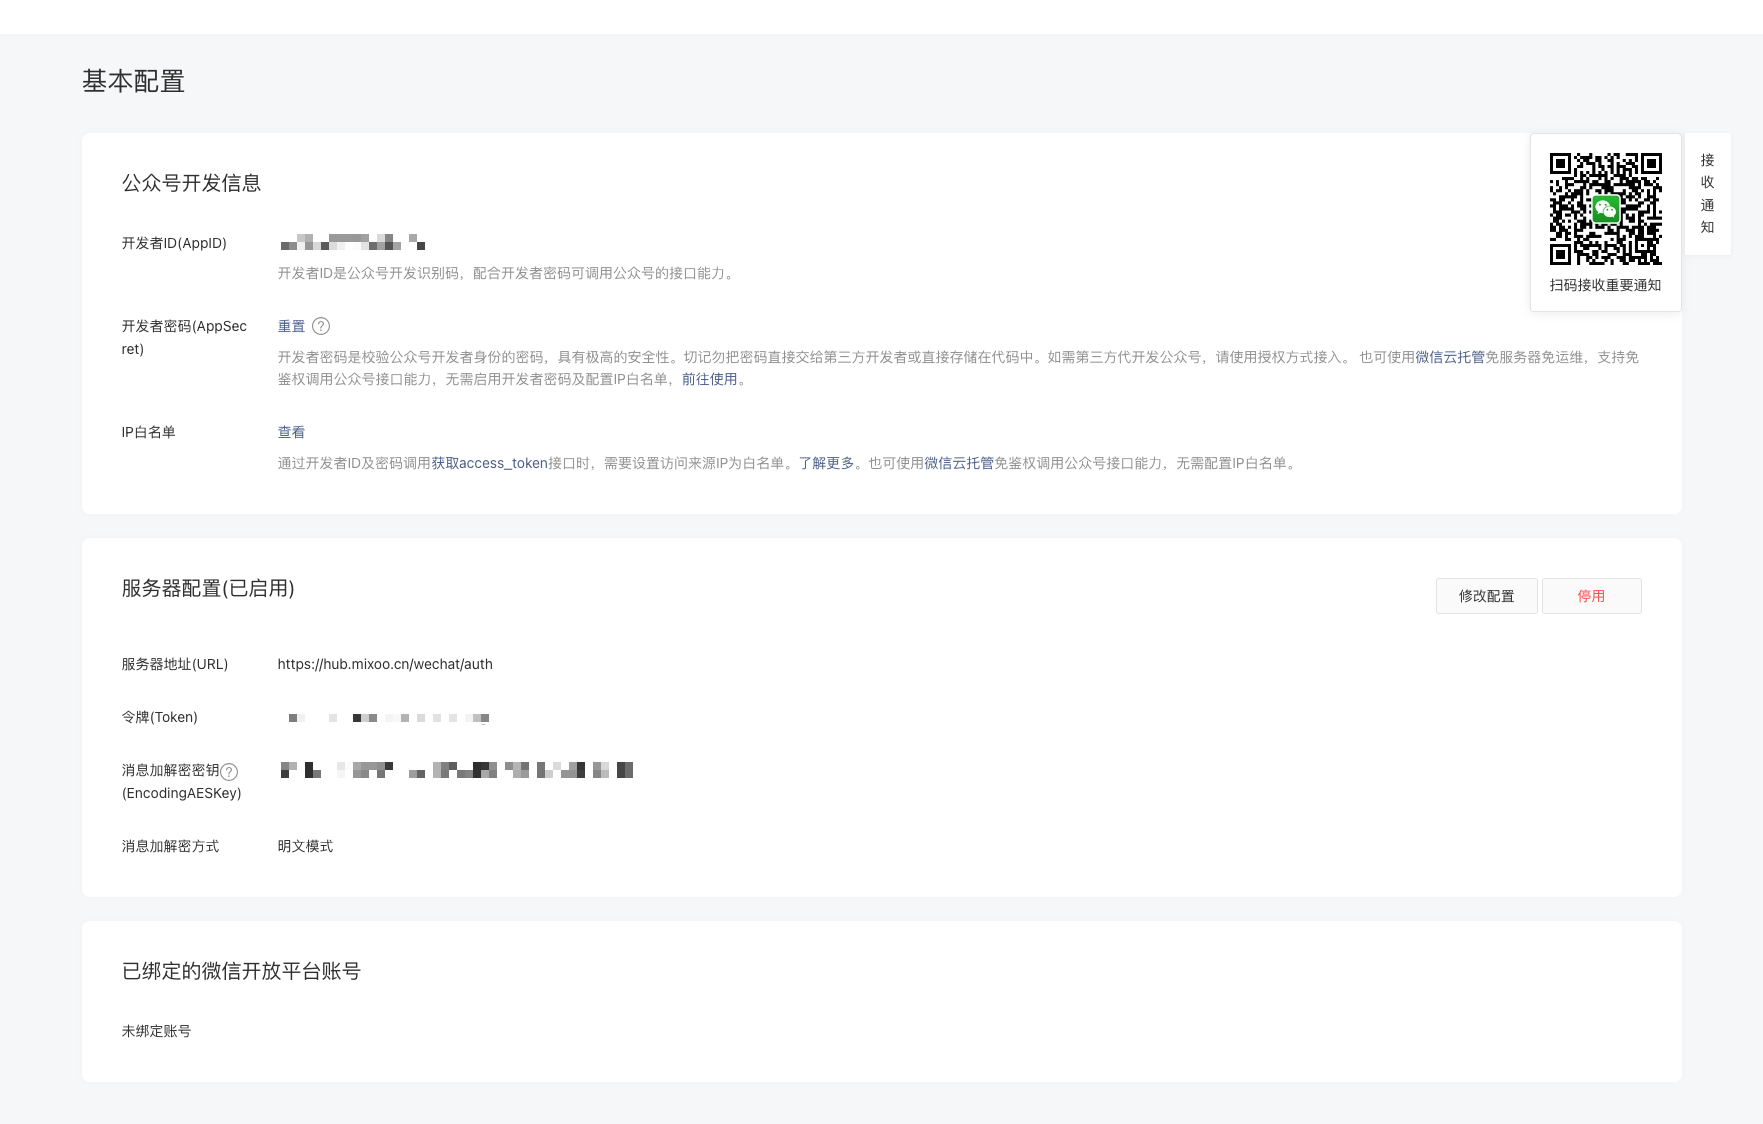 基本配置
公众号开发信息
开发者ID(AppID)
开发者ID是公众号开发识别码，配合开发者密码可调用公众号的接口能力。
开发者密码(AppSec
ret)
重置 ?
开发者密码是校验公众号开发者身份的密码，具有极高的安全性。切记勿把密码直接交给第三方开发者或直接存储在代码中。如需第三方代开发公众号，请使用授权方式接入。 也可使用微信云托管免服务器免运维，支持免
鉴权调用公众号接口能力，无需启用开发者密码及配置IP白名单，前往使用。
IP白名单
查看
通过开发者ID及密码调用获取access_token接口时，需要设置访问来源IP为白名单。了解更多。也可使用微信云托管免鉴权调用公众号接口能力，无需配置IP白名单。
扫码接收重要通知
接
收
通
知
服务器配置(已启用)
修改配置
停用
服务器地址(URL)
https://hub.mixoo.cn/wechat/auth
令牌(Token)
消息加解密密钥?
(EncodingAESKey)
消息加解密方式
明文模式
已绑定的微信开放平台账号
未绑定账号